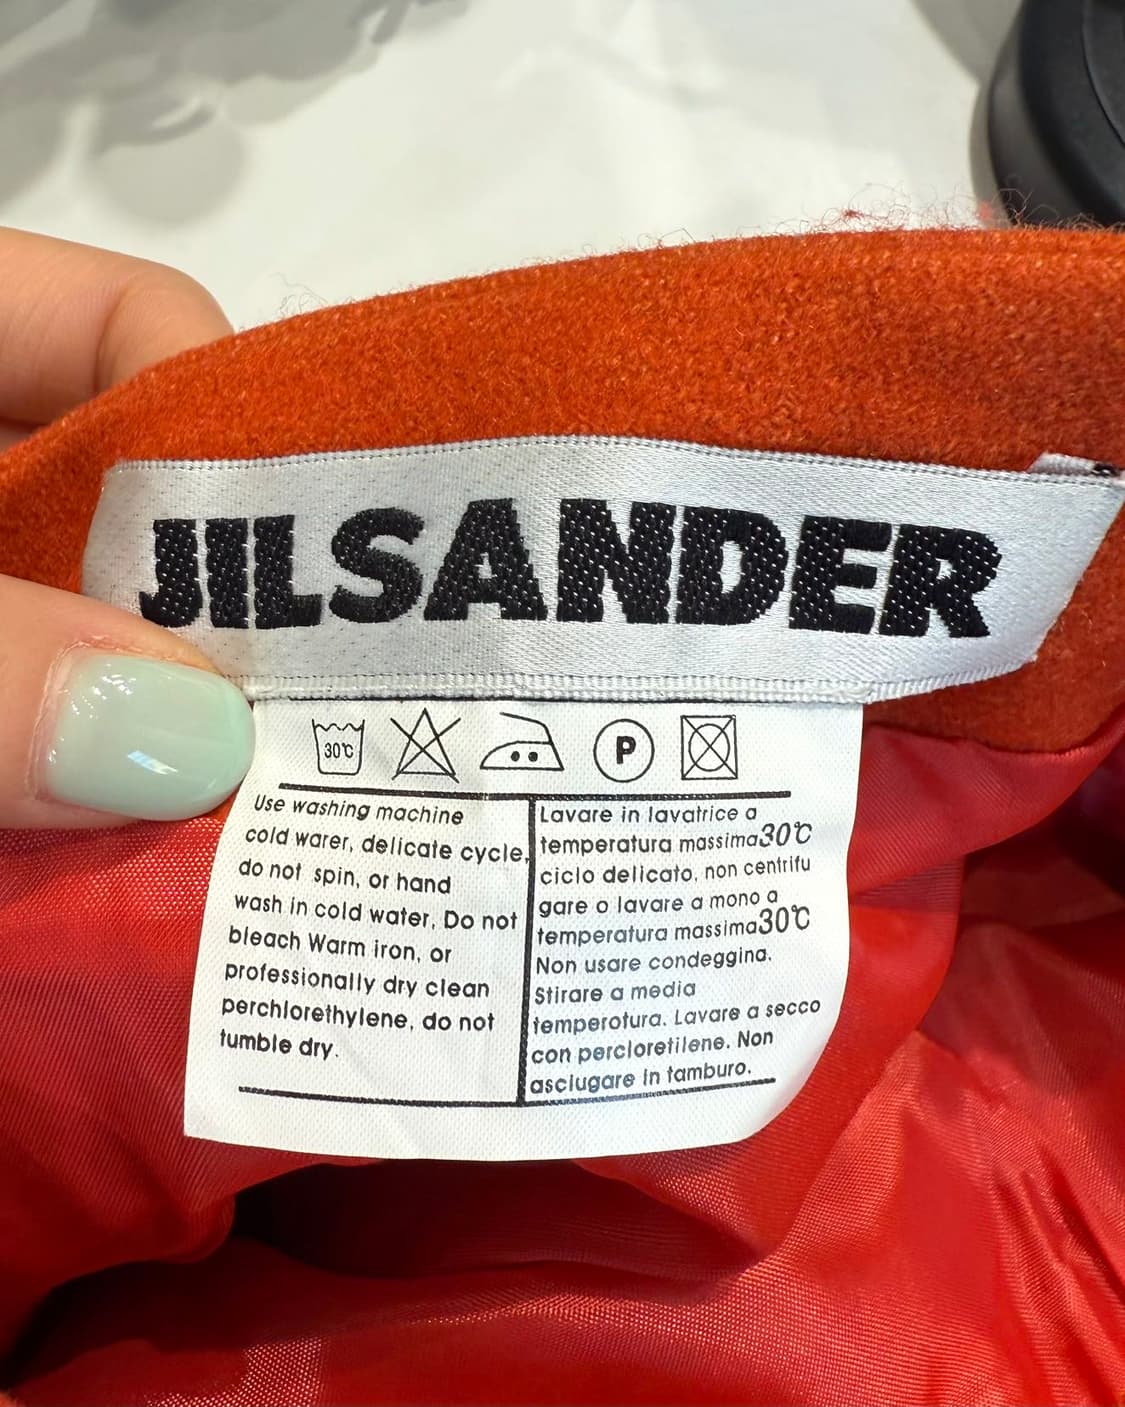 JILSANDER
30℃
P
Use washing machine
cold warer, delicate cycle,
do not spin, or hand
wash in cold water, Do not
bleach Warm iron, or
professionally dry clean
perchlorethylene, do not
tumble dry.
Lavare in lavatrice a
temperatura massima30℃
ciclo delicato, non centrifu
gare o lavare a mono a
temperatura massima30℃
Non usare condeggina.
Stirare a media
temperotura. Lavare a secco
con percloretilene. Non
asciugare in tamburo.